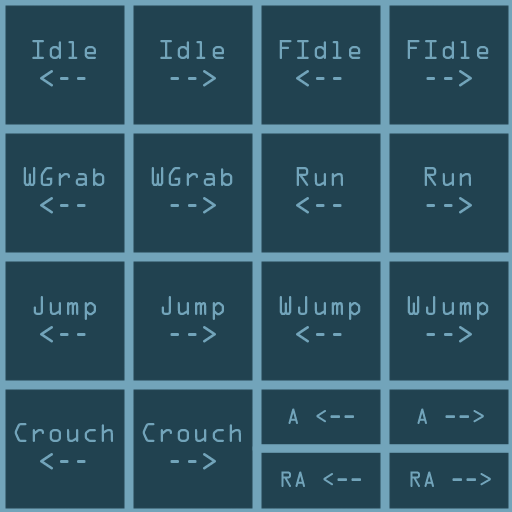 Idle
<--
Idle
-->
FIdle
<--
FIdle
-->
WGrab
<--
WGrab
-->
Run
<--
Run
-->
Jump
<--
Jump
-->
WJump
<--
WJump
-->
Crouch
<--
Crouch
-->
A <--
A -->
RA <--
RA -->